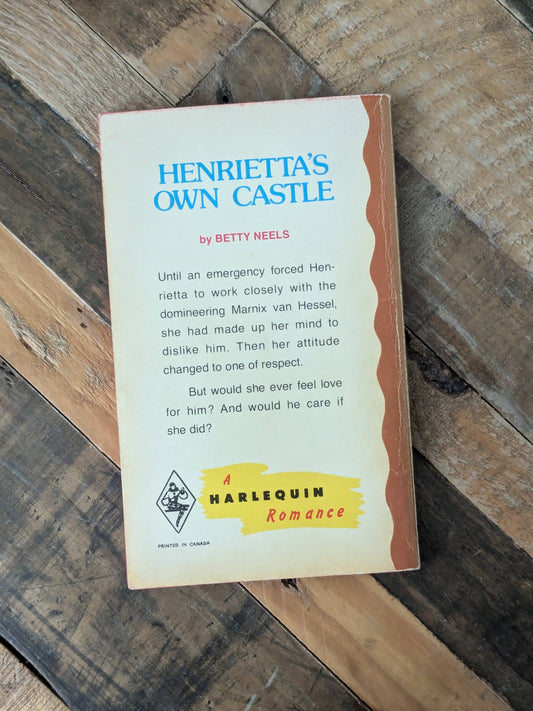 HENRIETTA'S
OWN CASTLE
by BETTY NEELS
Until an emergency forced Hen-
rietta to work closely with the
domineering Marnix van Hessel,
she had made up her mind to
dislike him. Then her attitude
changed to one of respect.
But would she ever feel love
for him? And would he care if
she did?
A
HARLEQUIN
Romance
PRINTED IN CANADA